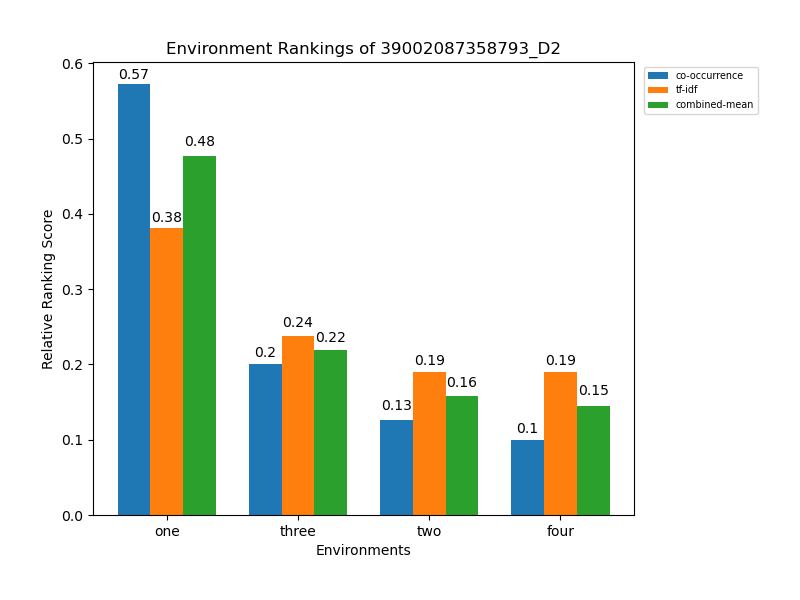 Environment Rankings of 39002087358793_D2
co-occurrence
tf-idf
combined-mean
Relative Ranking Score
0.6
0.5
0.4
0.3
0.2
0.1
0.0
0.57
0.38
0.48
0.2
0.24
0.22
0.13
0.19
0.16
0.1
0.19
0.15
one three two four
Environments